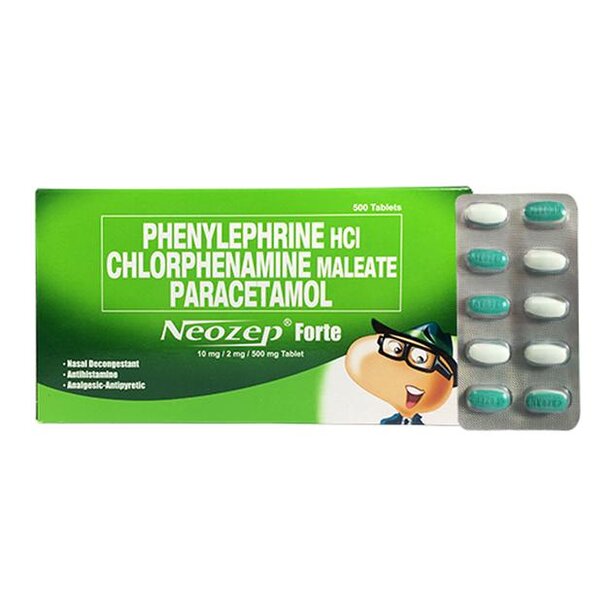 500 Tablets
PHENYLEPHRINE HCl
CHLORPHENAMINE MALEATE
PARACETAMOL
Neozep® Forte
10 mg / 2 mg / 500 mg Tablet
• Nasal Decongestant
• Antihistamine
• Analgesic-Antipyretic